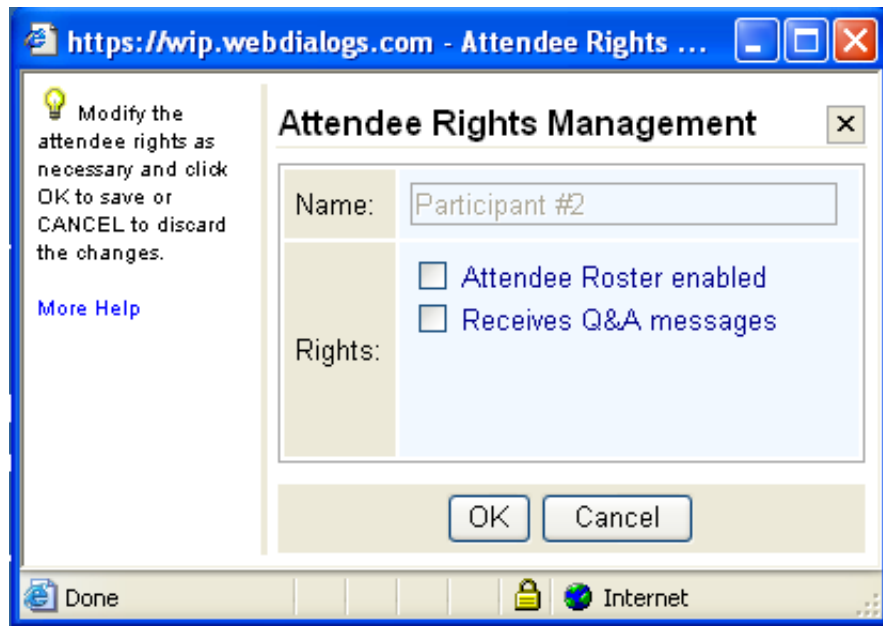 https://wip.webdialogs.com - Attendee Rights ...
Modify the
attendee rights as
necessary and click
OK to save or
CANCEL to discard
the changes.
More Help
Attendee Rights Management
Name:
Participant #2
Rights:
Attendee Roster enabled
Receives Q&A messages
OK
Cancel
Done
Internet